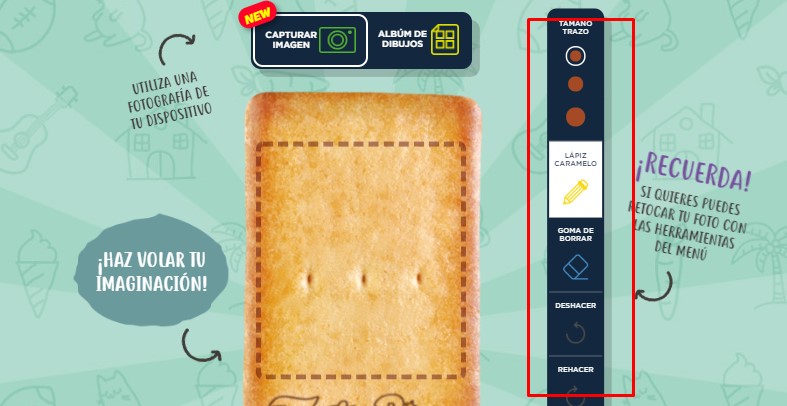 NEW
CAPTURAR
IMAGEN
ALBÚM DE
DIBUJOS
UTILIZA UNA
FOTOGRAFÍA DE
TU DISPOSITIVO
¡HAZ VOLAR TU
IMAGINACIÓN!
TAMAÑO
TRAZO
LÁPIZ
CARAMELO
GOMA DE
BORRAR
DESHACER
REHACER
¡RECUERDA!
SI QUIERES PUEDES
RETOCAR TU FOTO CON
LAS HERRAMIENTAS
DEL MENÚ